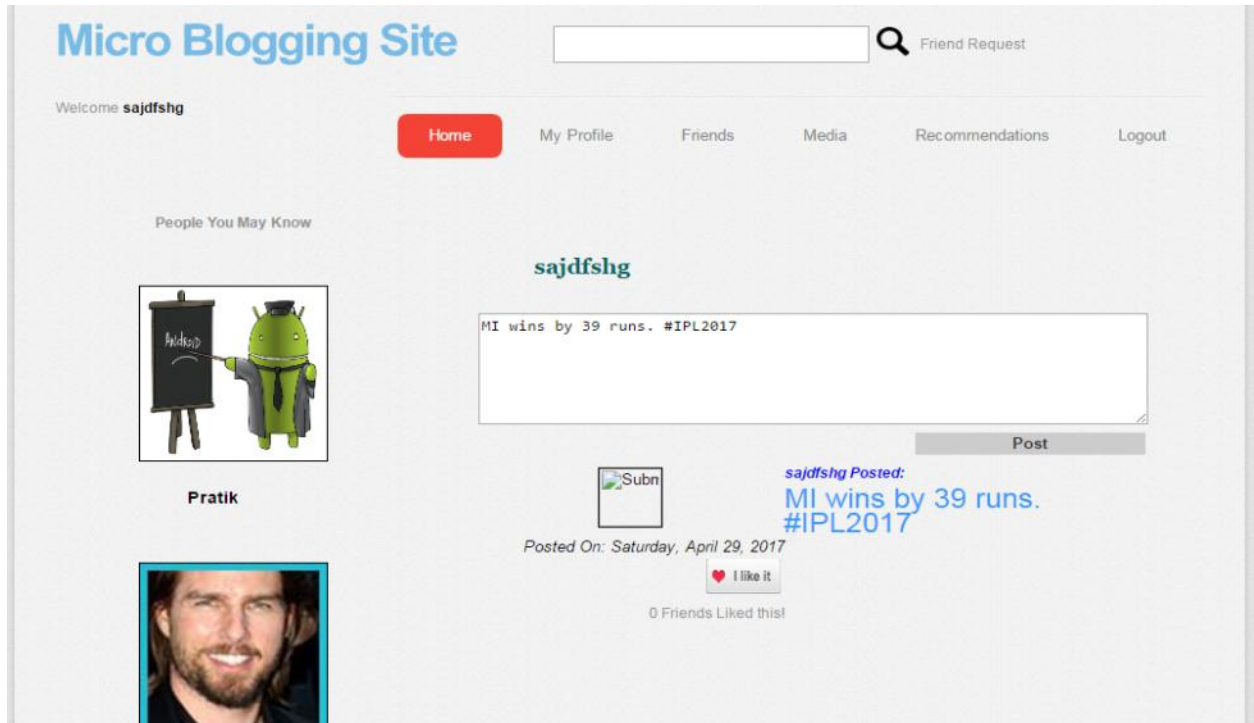 Micro Blogging Site
Friend Request
Welcome sajdfshg
Home My Profile Friends Media Recommendations Logout
People You May Know
sajdfshg
MI wins by 39 runs. #IPL2017
Post
AndRoiD
Pratik
Subm
sajdfshg Posted:
MI wins by 39 runs.
#IPL2017
Posted On: Saturday, April 29, 2017
I like it
0 Friends Liked this!